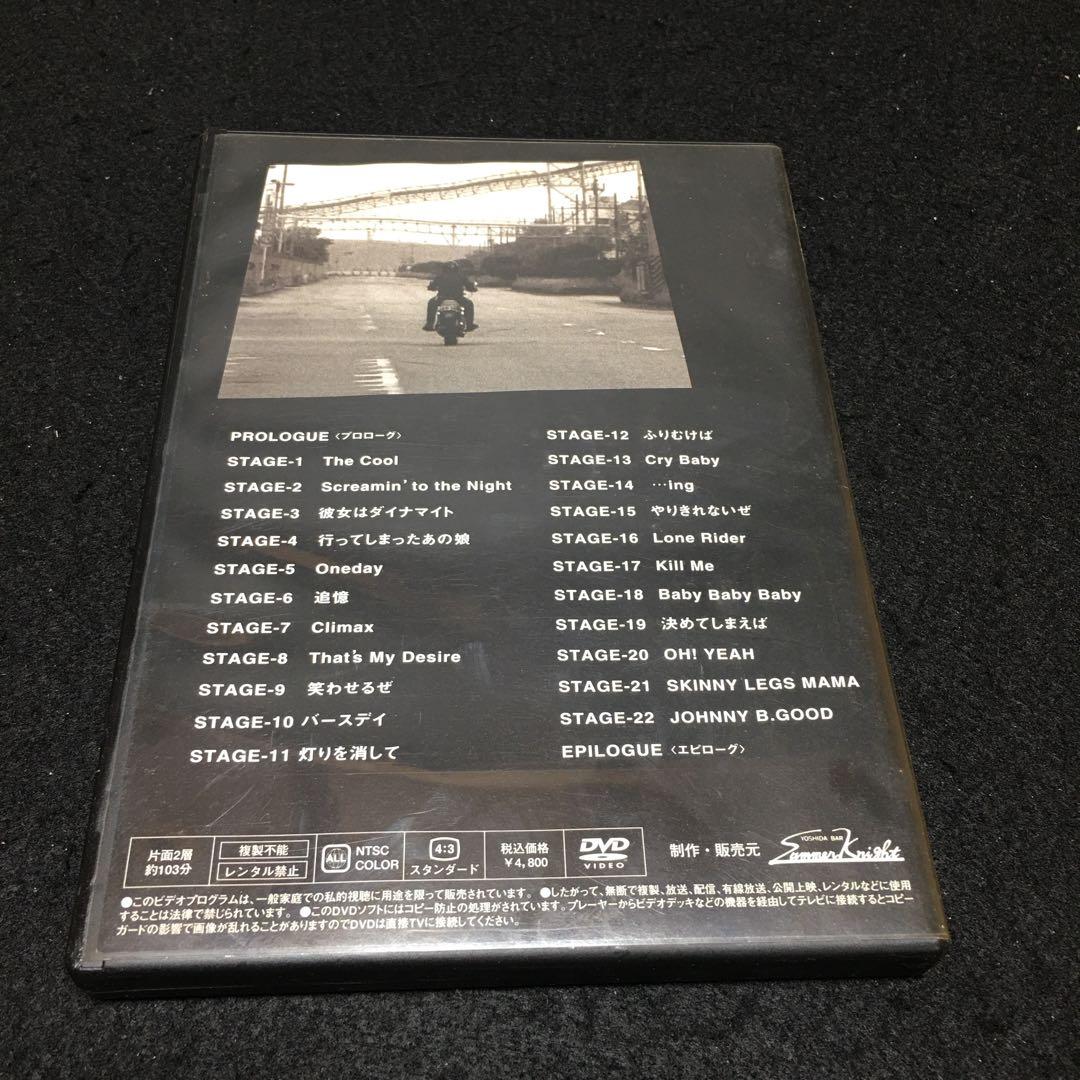 PROLOGUE〈プロローグ〉
STAGE-1 The Cool
STAGE-2 Screamin' to the Night
STAGE-3 彼女はダイナマイト
STAGE-4 行ってしまったあの娘
STAGE-5 Oneday
STAGE-6 追憶
STAGE-7 Climax
STAGE-8 That's My Desire
STAGE-9 笑わせるぜ
STAGE-10 バースデイ
STAGE-11 灯りを消して
STAGE-12 ふりむけば
STAGE-13 Cry Baby
STAGE-14 …ing
STAGE-15 やりきれないぜ
STAGE-16 Lone Rider
STAGE-17 Kill Me
STAGE-18 Baby Baby Baby
STAGE-19 決めてしまえば
STAGE-20 OH! YEAH
STAGE-21 SKINNY LEGS MAMA
STAGE-22 JOHNNY B.GOOD
EPILOGUE〈エピローグ〉
片面2層
約103分
複製不能
レンタル禁止
ALL
NTSC
COLOR
4:3
スタンダード
税込価格
¥4,800
DVD
VIDEO
制作・販売元
YOSHIDA BAR
Summer Knight
●このビデオプログラムは、一般家庭での私的視聴に用途を限って販売されています。●したがって、無断で複製、放送、配信、有線放送、公開上映、レンタルなどに使用
することは法律で禁じられています。●このDVDソフトにはコピー防止の処理がされています。プレーヤーからビデオデッキなどの機器を経由してテレビに接続するとコピー
ガードの影響で画像が乱れることがありますのでDVDは直接TVに接続してください。